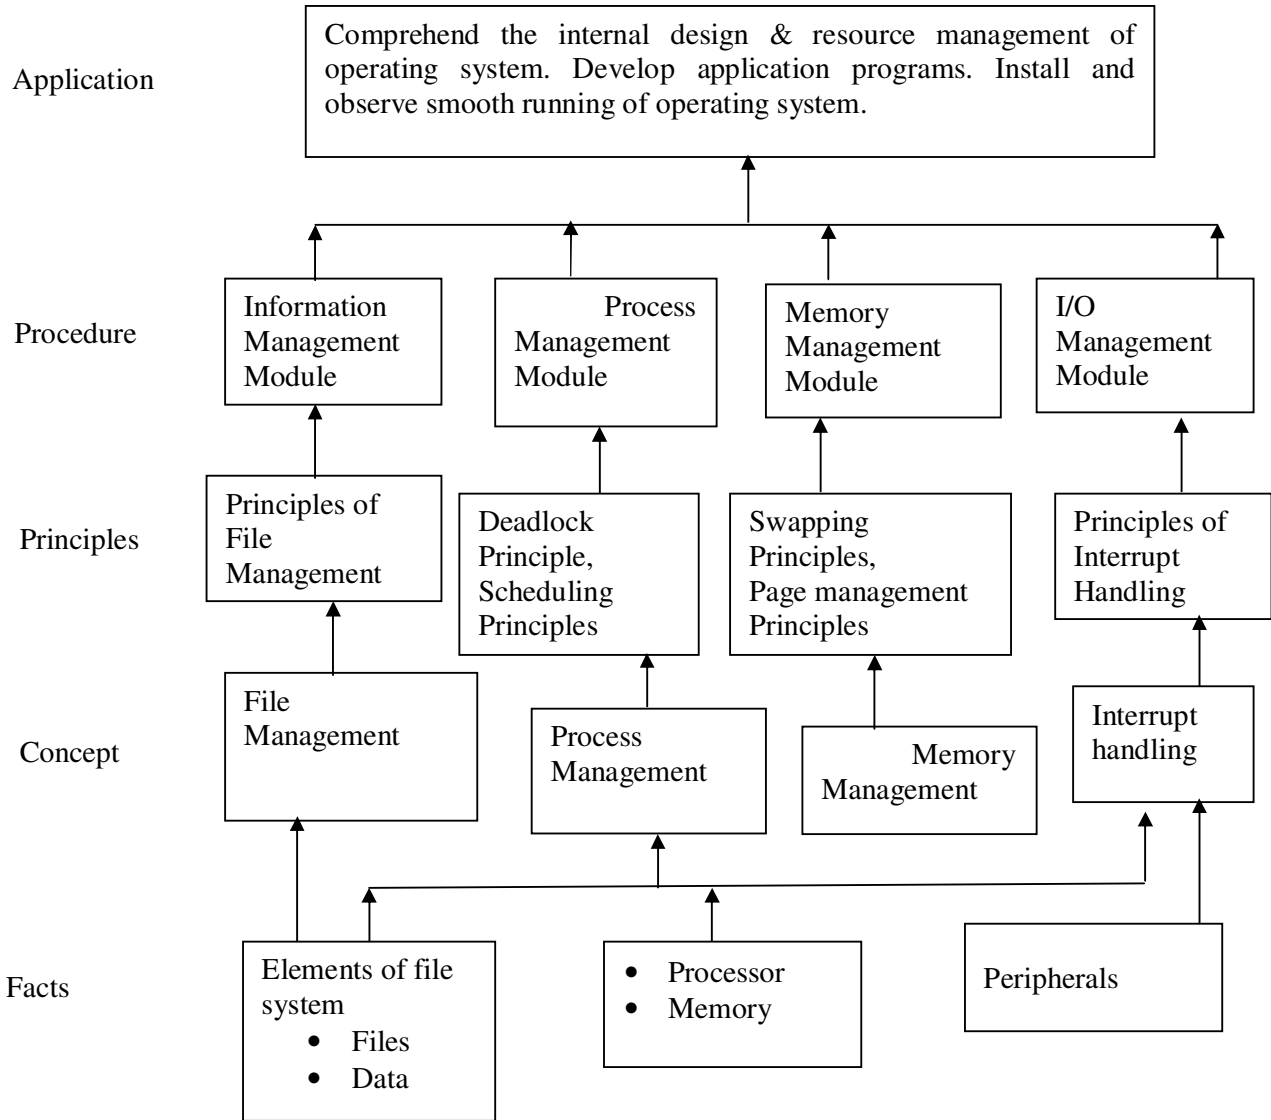 Application
Comprehend the internal design & resource management of
operating system. Develop application programs. Install and
observe smooth running of operating system.
Procedure
Information
Management
Module
Process
Management
Module
Memory
Management
Module
I/O
Management
Module
Principles
Principles of
File
Management
Deadlock
Principle,
Scheduling
Principles
Swapping
Principles,
Page management
Principles
Principles of
Interrupt
Handling
Concept
File
Management
Process
Management
Memory
Management
Interrupt
handling
Facts
Elements of file
system
• Files
• Data
• Processor
• Memory
Peripherals